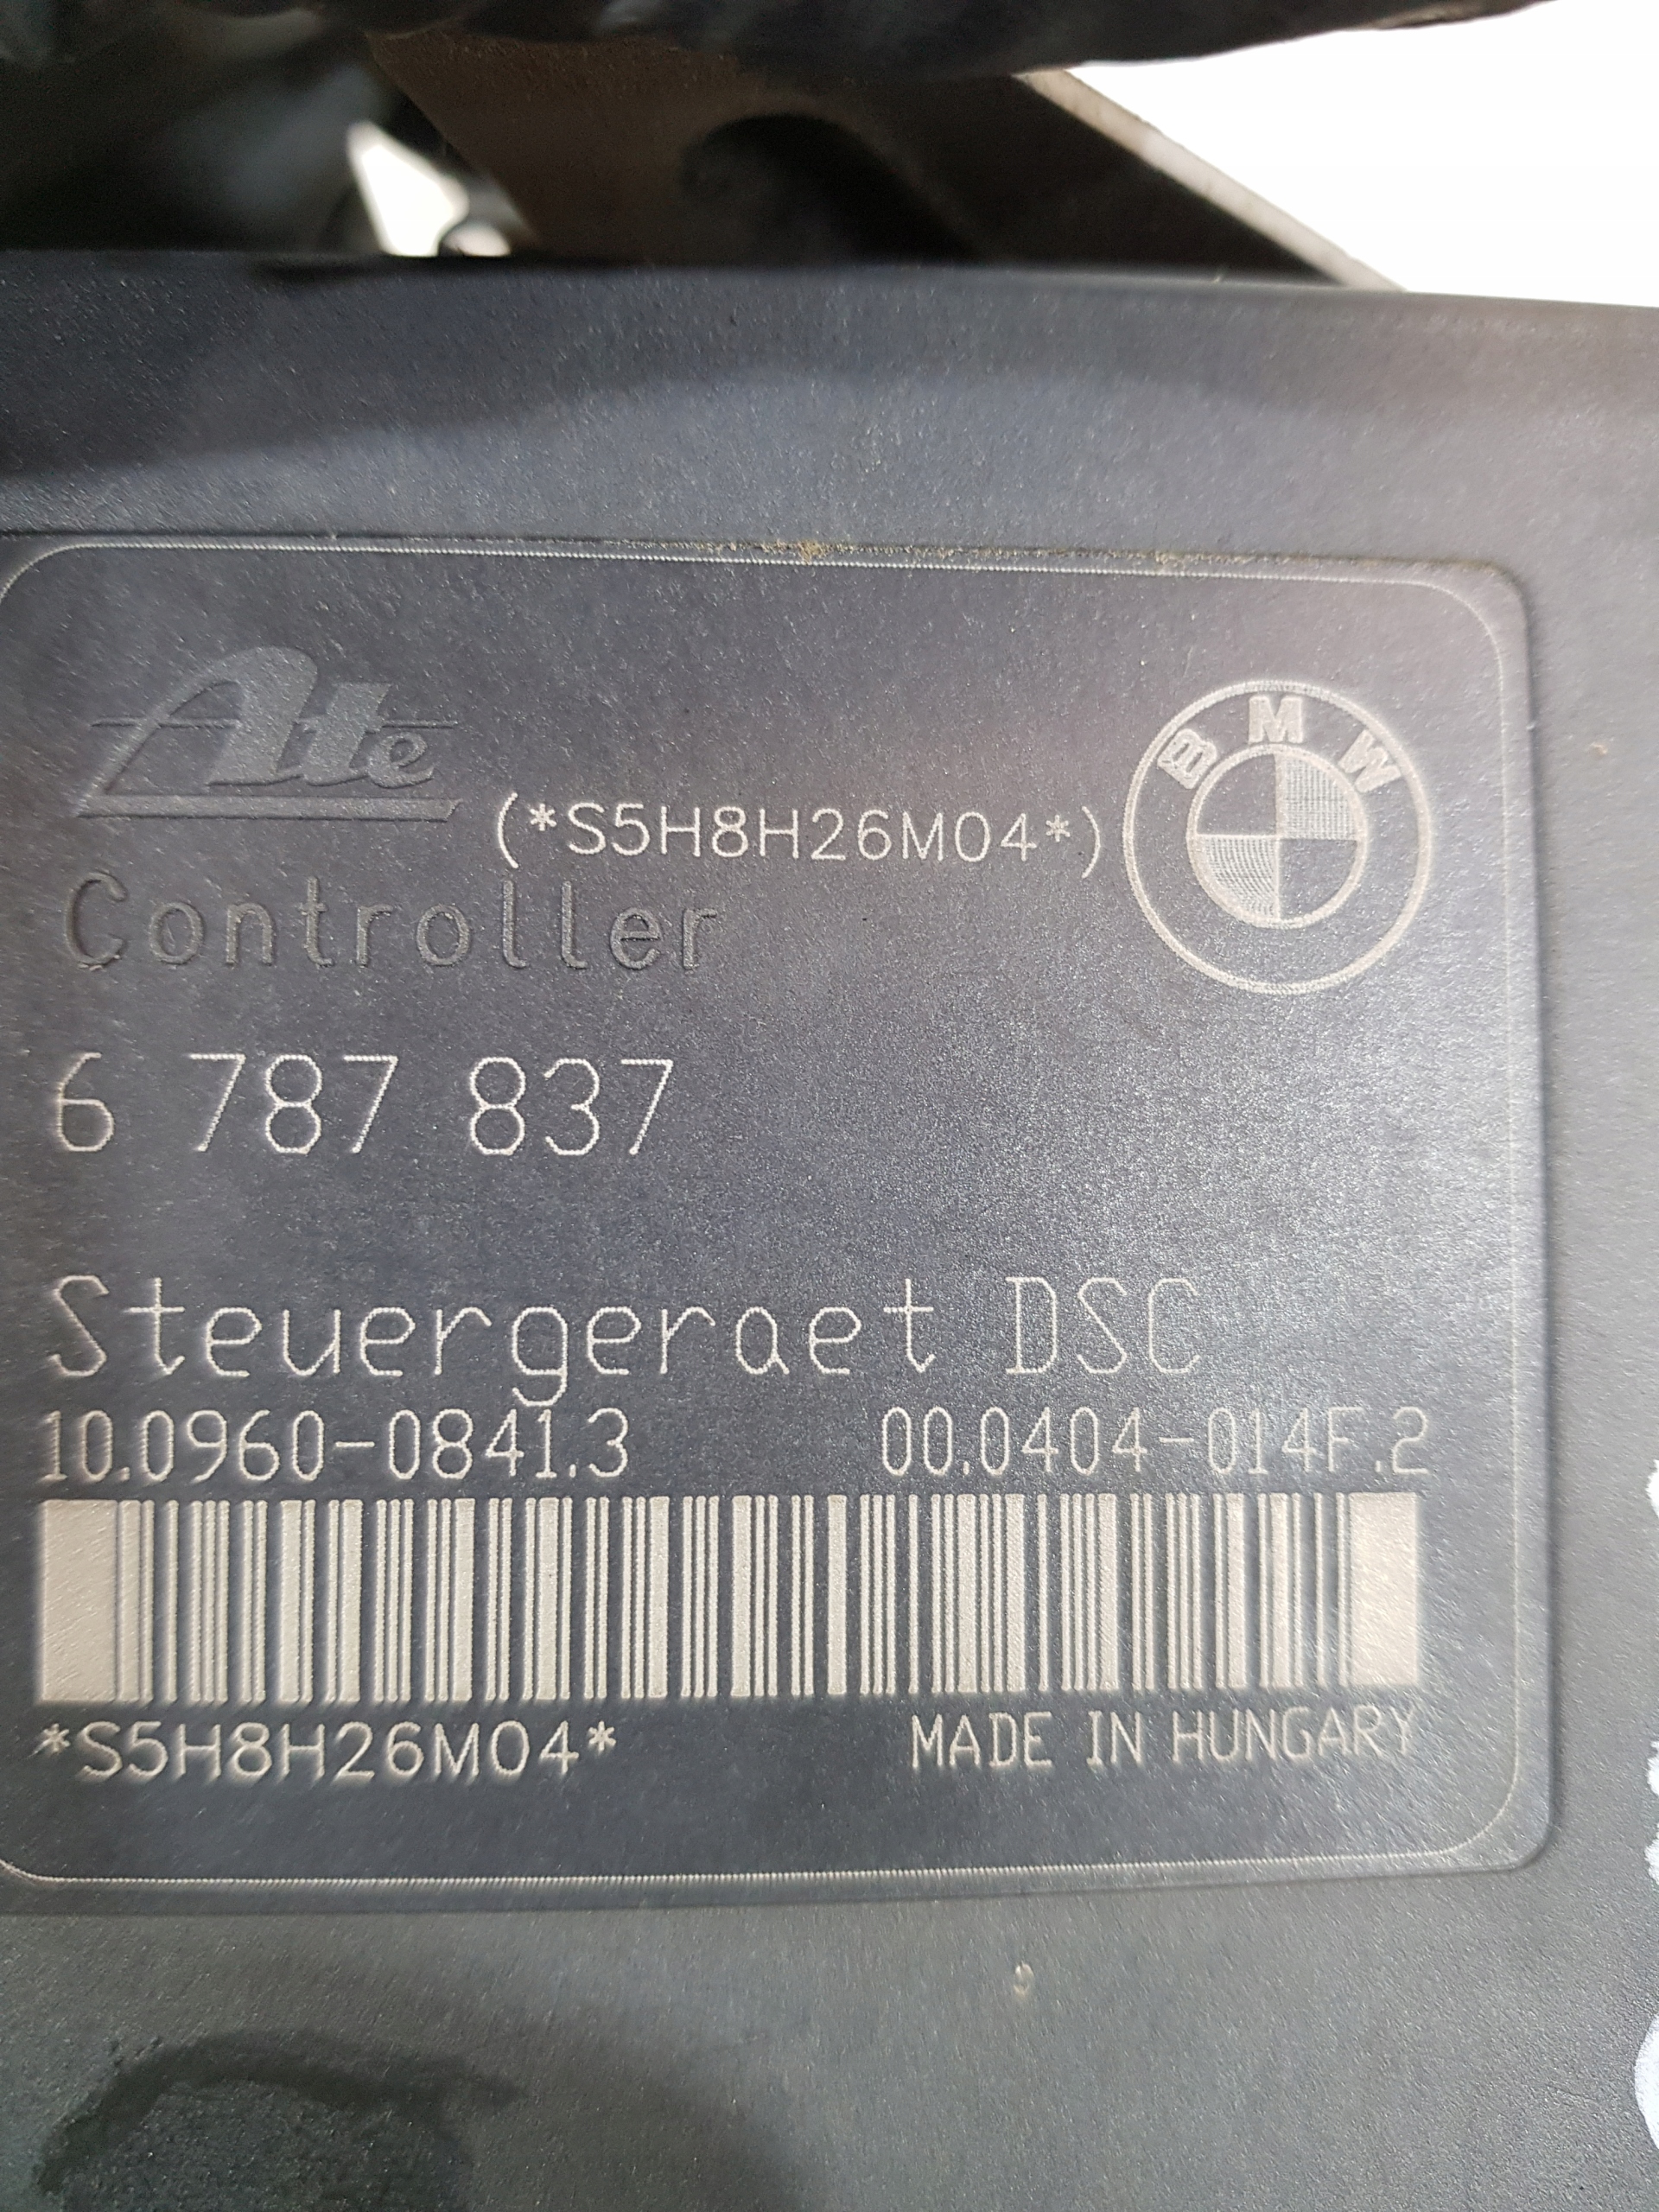 Ate
BMW
(*S5H8H26M04*)
Controller
6 787 837
Steuergeraet DSC
10.0960-0841.3 00.0404-014F.2
*S5H8H26M04* MADE IN HUNGARY